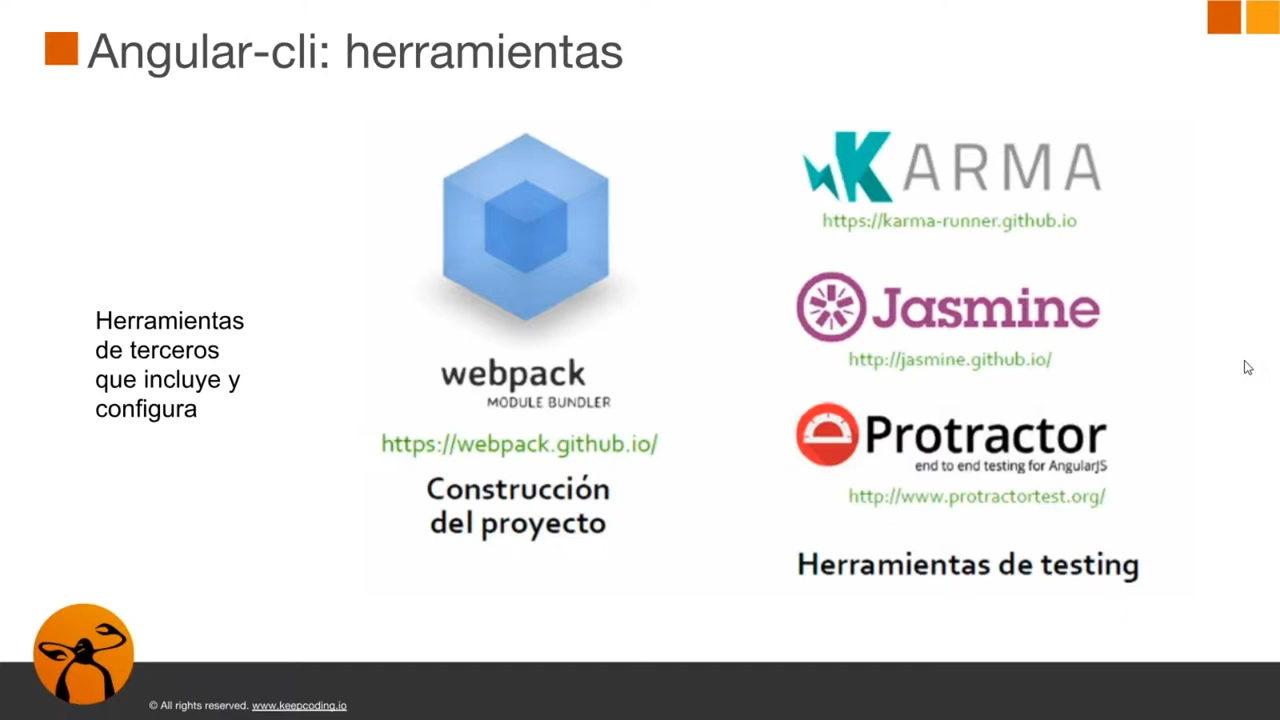 Angular-cli: herramientas
Herramientas
de terceros
que incluye y
configura
webpack
MODULE BUNDLER
https://webpack.github.io/
Construcción
del proyecto
KARMA
https://karma-runner.github.io
Jasmine
http://jasmine.github.io/
Protractor
end to end testing for AngularJS
http://www.protractortest.org/
Herramientas de testing
© All rights reserved. www.keepcoding.io